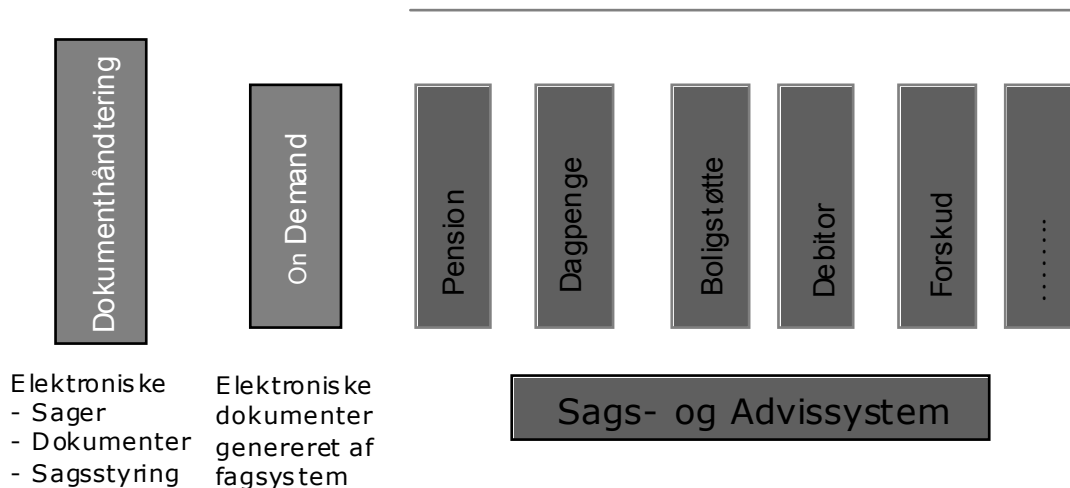 Dokumenthåndtering
On Demand
Pension
Dagpenge
Boligstøtte
Debitor
Forskud
.........
Elektroniske
- Sager
- Dokumenter
- Sagsstyring
Elektroniske
dokumenter
genereret af
fagsystem
Sags- og Advissystem